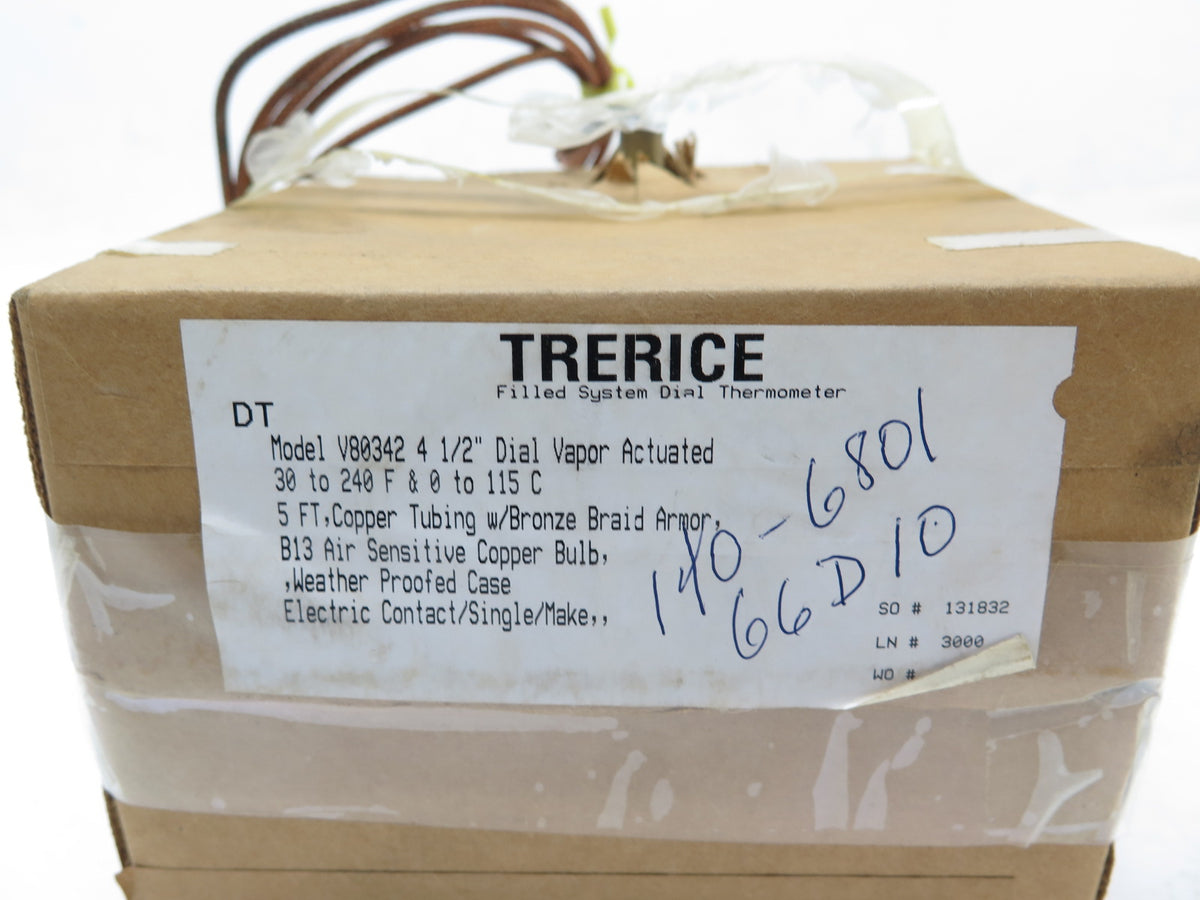 TRERICE
Filled System Dial Thermometer
DT
Model V80342 4 1/2" Dial Vapor Actuated
30 to 240 F & 0 to 115 C
5 FT,Copper Tubing w/Bronze Braid Armor,
B13 Air Sensitive Copper Bulb,
,Weather Proofed Case
Electric Contact/Single/Make,,
140-6801
66D10
SO # 131832
LN # 3000
WO #